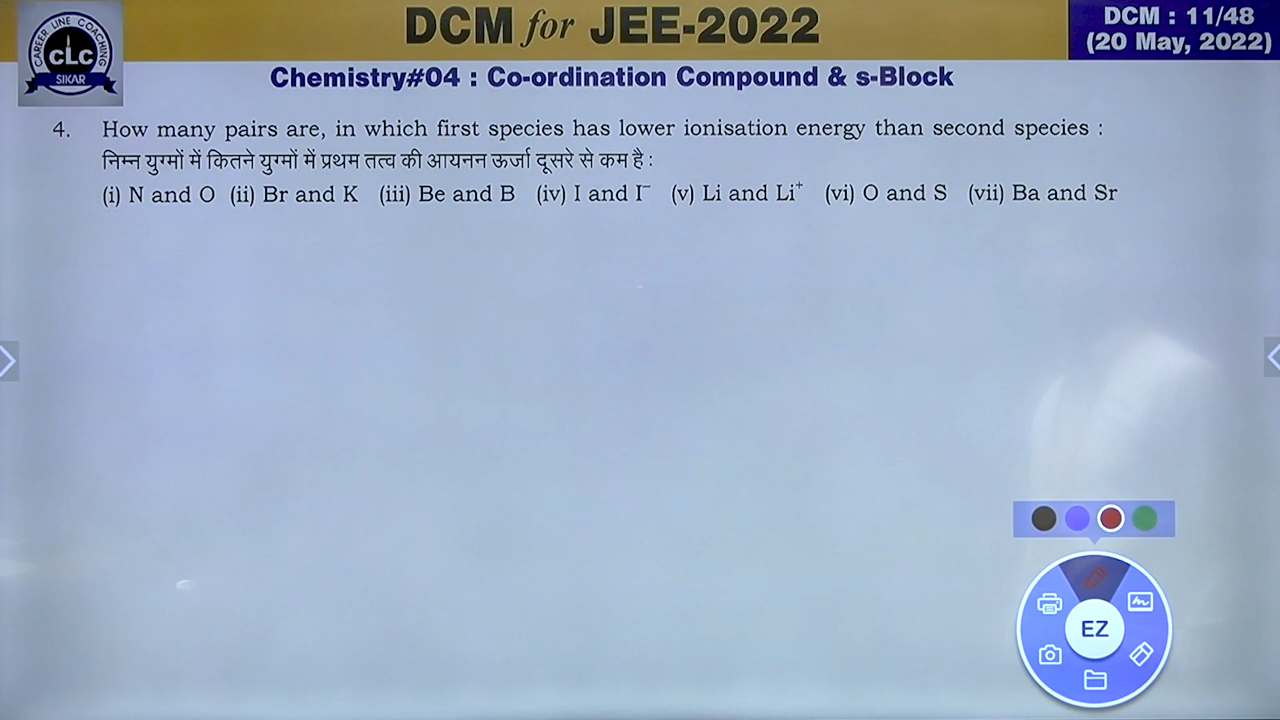 DCM for JEE-2022
DCM : 11/48
(20 May, 2022)
CAREER LINE COACHING
CLC
SIKAR
Chemistry#04 : Co-ordination Compound & s-Block
4. How many pairs are, in which first species has lower ionisation energy than second species :
निम्न युग्मों में कितने युग्मों में प्रथम तत्व की आयनन ऊर्जा दूसरे से कम है :
(i) N and O (ii) Br and K (iii) Be and B (iv) I and I⁻ (v) Li and Li⁺ (vi) O and S (vii) Ba and Sr
EZ